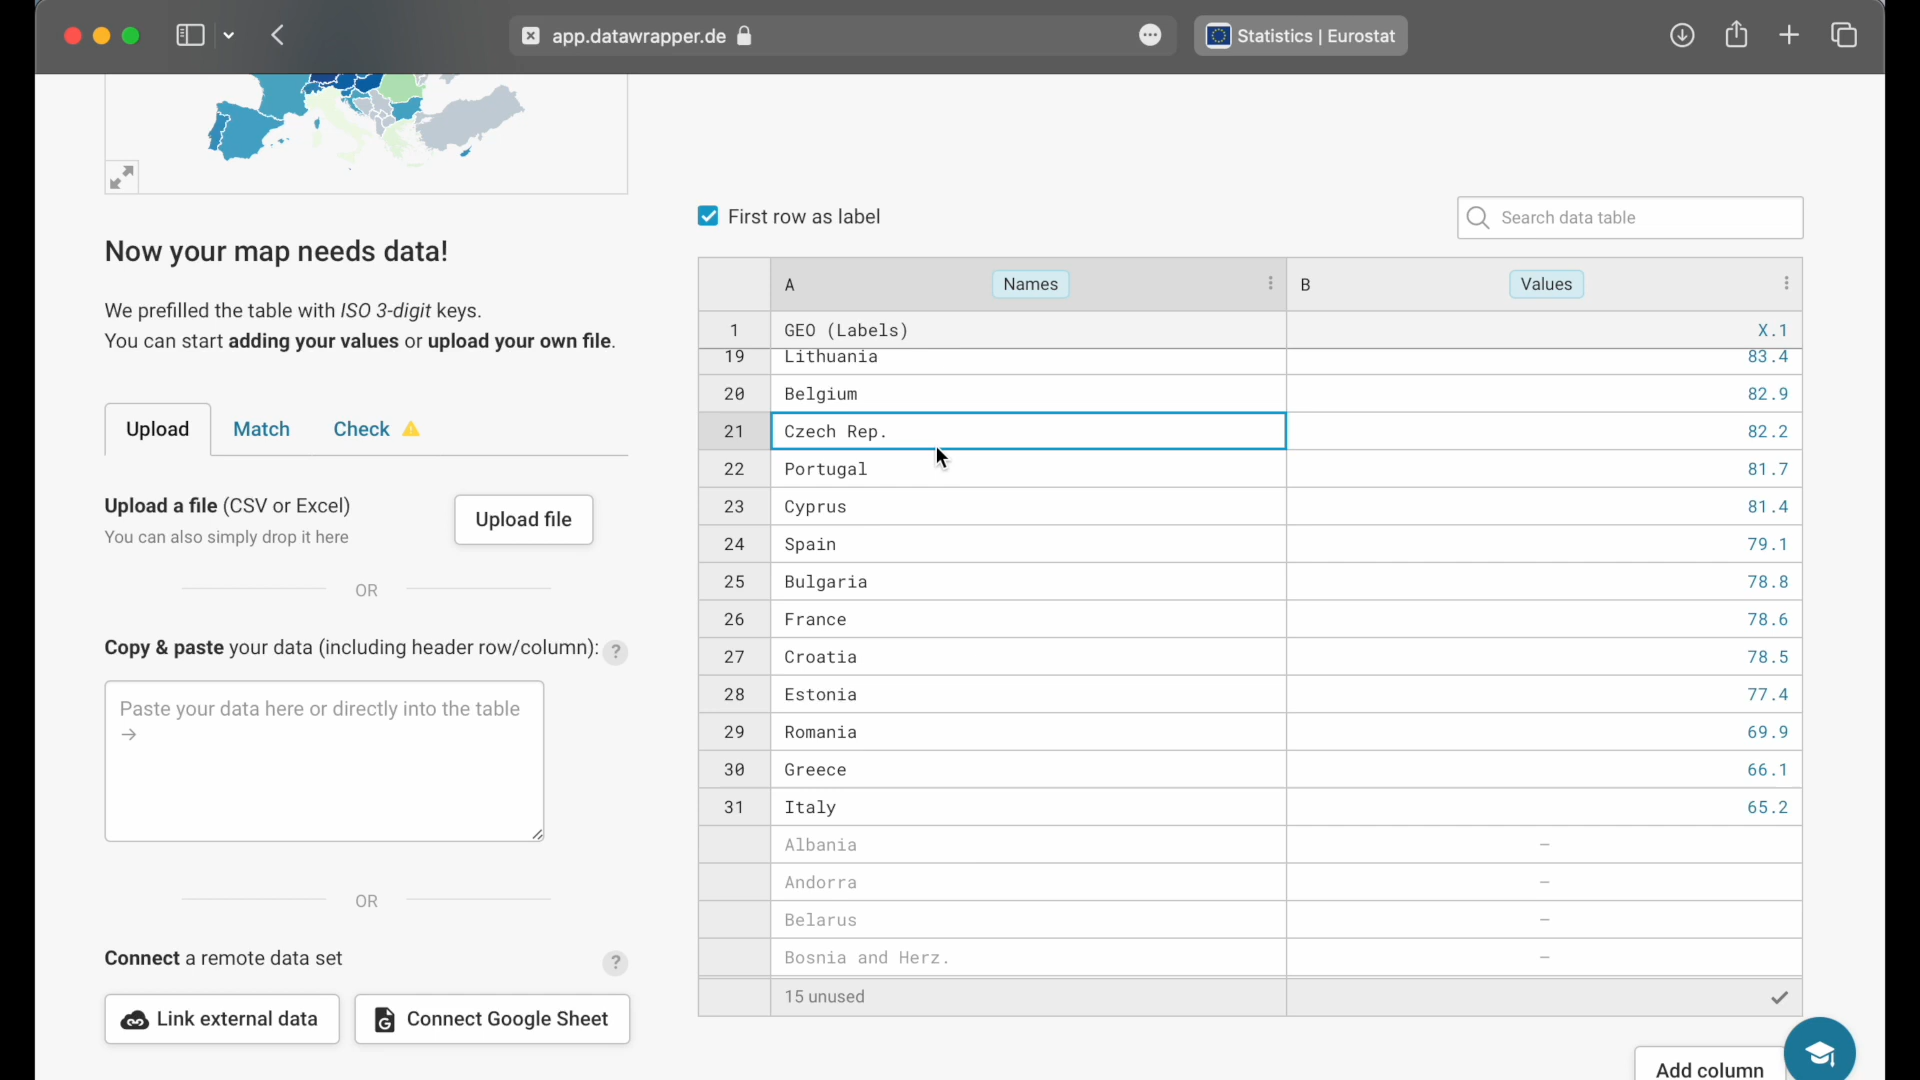 app.datawrapper.de
Statistics | Eurostat
Now your map needs data!
We prefilled the table with ISO 3-digit keys.
You can start adding your values or upload your own file.
Upload Match Check
Upload a file (CSV or Excel)
You can also simply drop it here
Upload file
OR
Copy & paste your data (including header row/column): ?
Paste your data here or directly into the table
→
OR
Connect a remote data set ?
Link external data
Connect Google Sheet
First row as label
Search data table
A Names B Values
1 GEO (Labels) X.1
19 Lithuania 83.4
20 Belgium 82.9
21 Czech Rep. 82.2
22 Portugal 81.7
23 Cyprus 81.4
24 Spain 79.1
25 Bulgaria 78.8
26 France 78.6
27 Croatia 78.5
28 Estonia 77.4
29 Romania 69.9
30 Greece 66.1
31 Italy 65.2
Albania –
Andorra –
Belarus –
Bosnia and Herz. –
15 unused
Add column